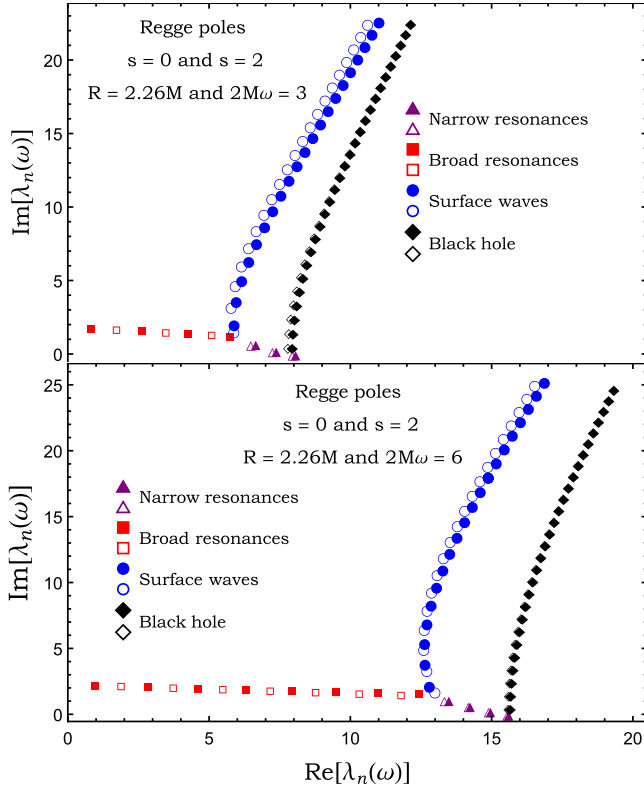 Regge poles
s = 0 and s = 2
R = 2.26M and 2Mω = 3
Narrow resonances
Broad resonances
Surface waves
Black hole
Im[λn(ω)]
20
15
10
5
0
Regge poles
s = 0 and s = 2
R = 2.26M and 2Mω = 6
Narrow resonances
Broad resonances
Surface waves
Black hole
Im[λn(ω)]
25
20
15
10
5
0
0 5 10 15 20
Re[λn(ω)]